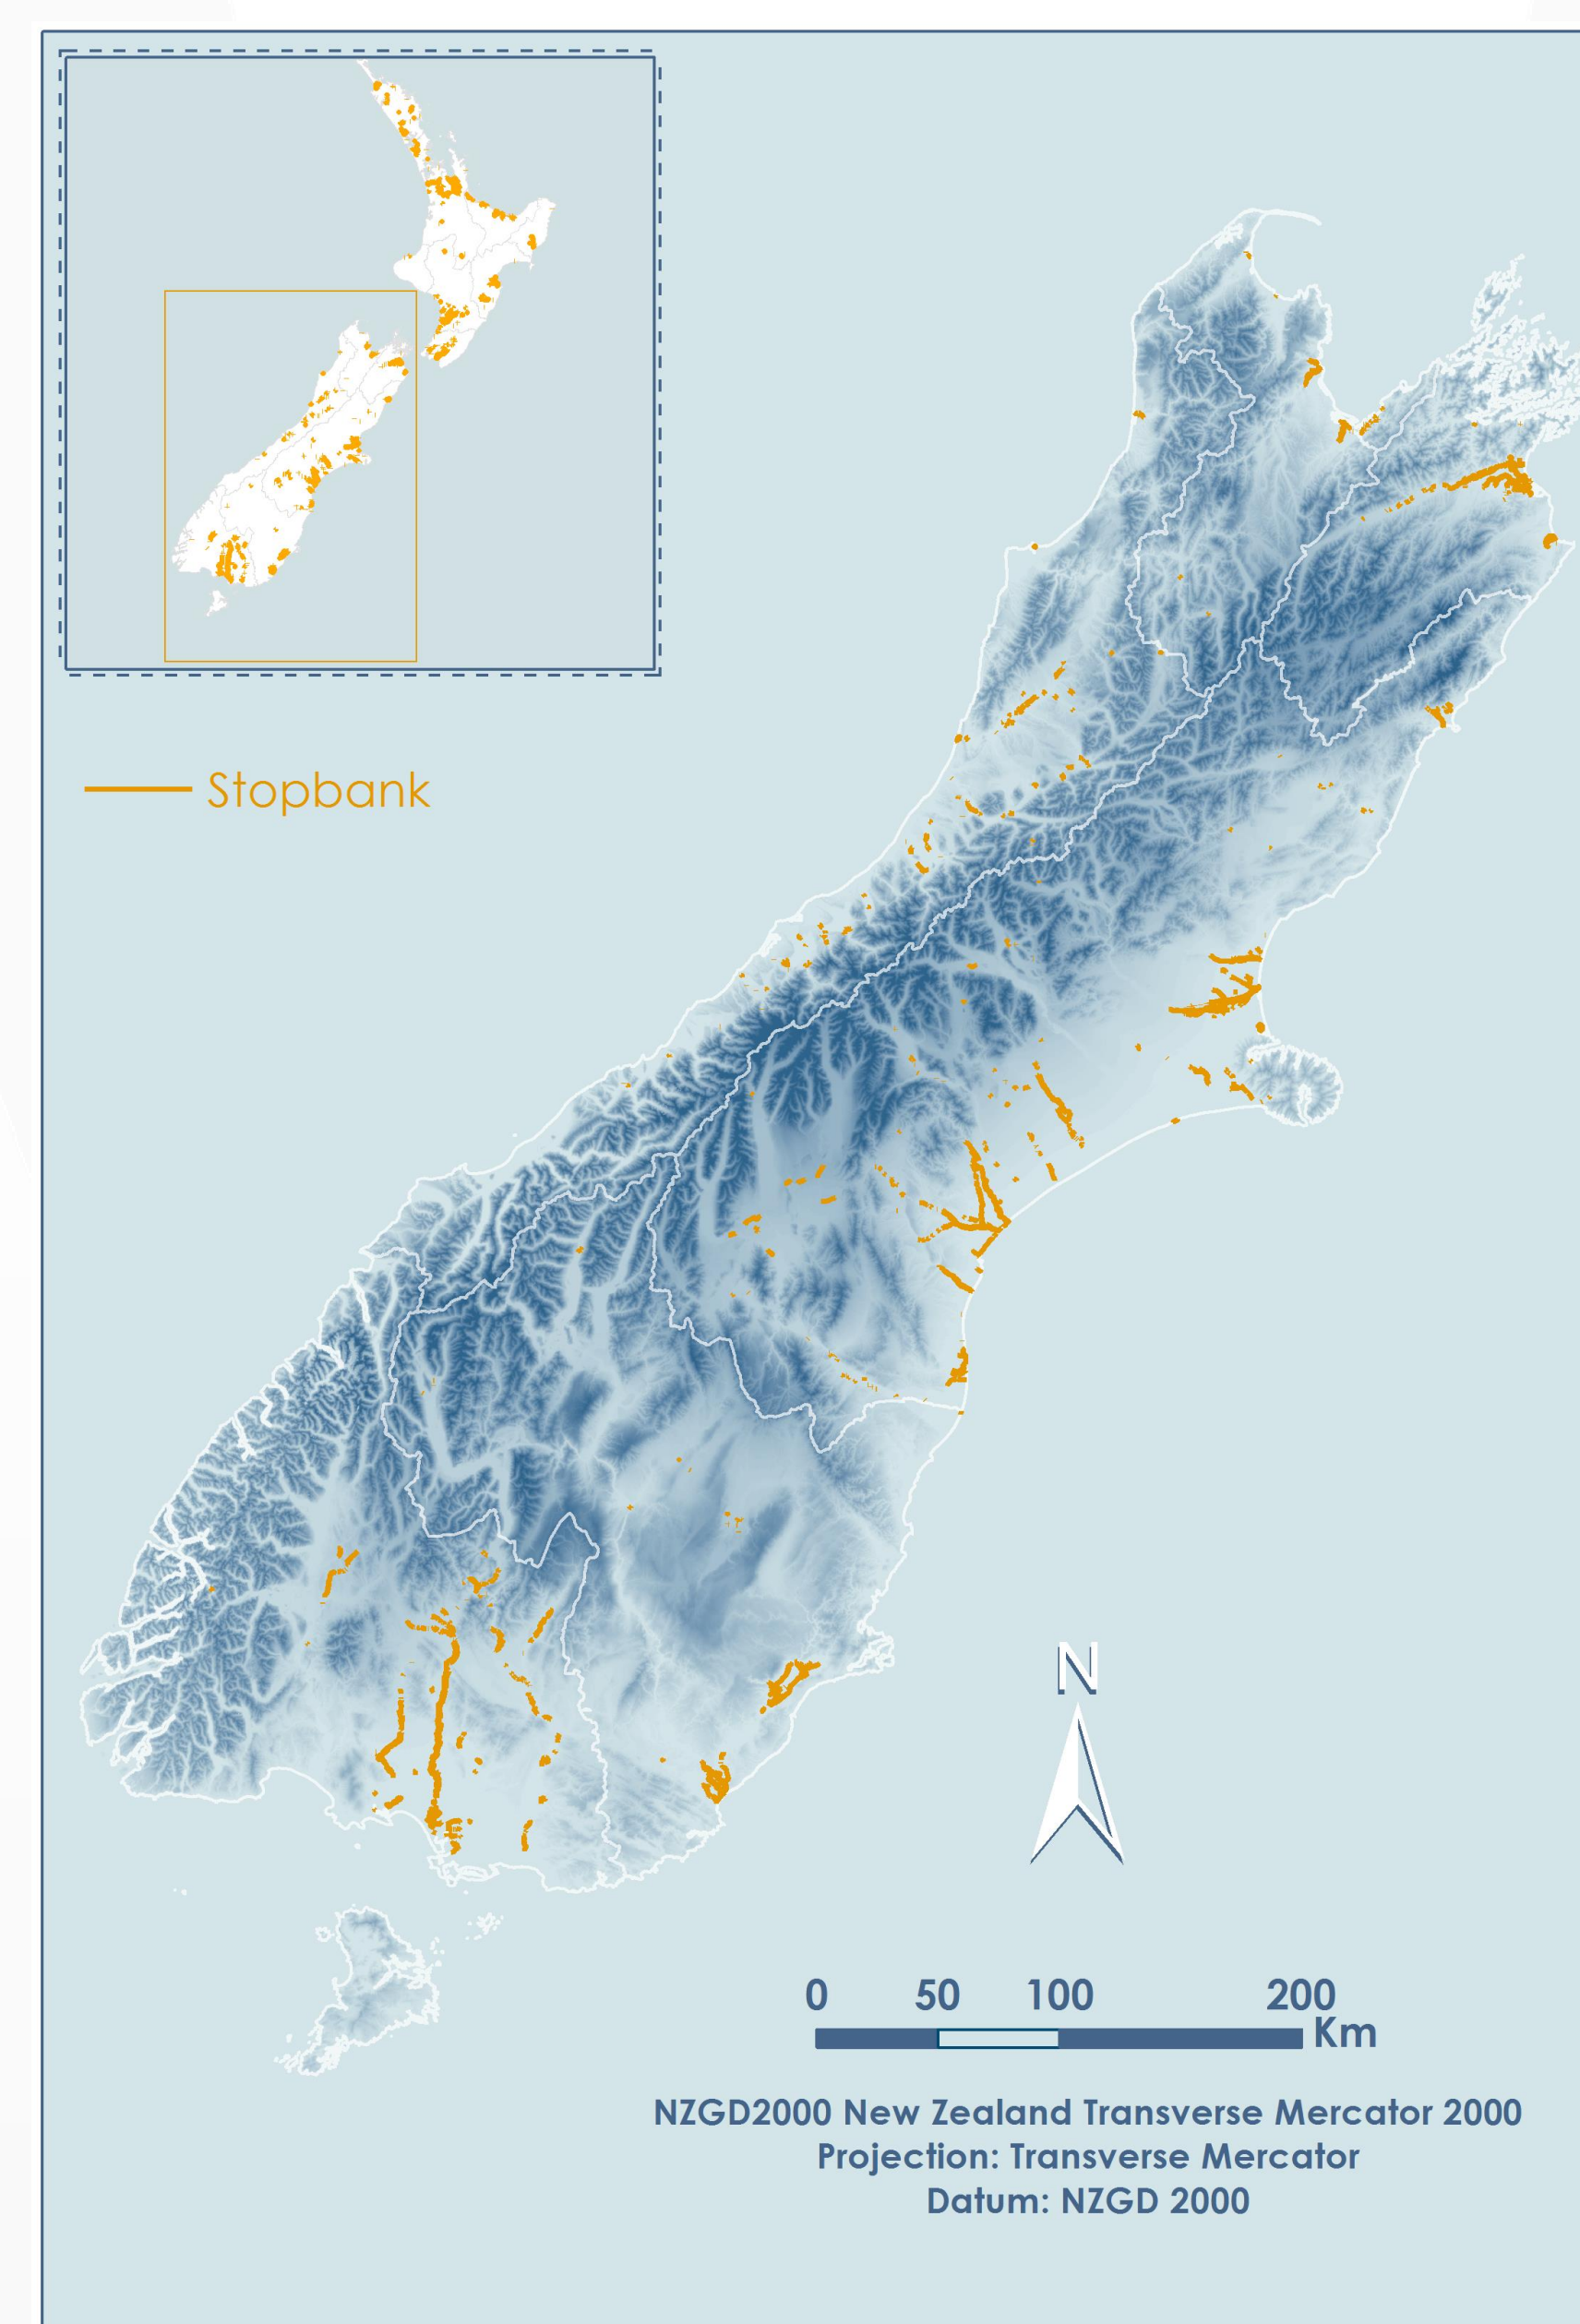 Stopbank
N
0 50 100 200
Km
NZGD2000 New Zealand Transverse Mercator 2000
Projection: Transverse Mercator
Datum: NZGD 2000